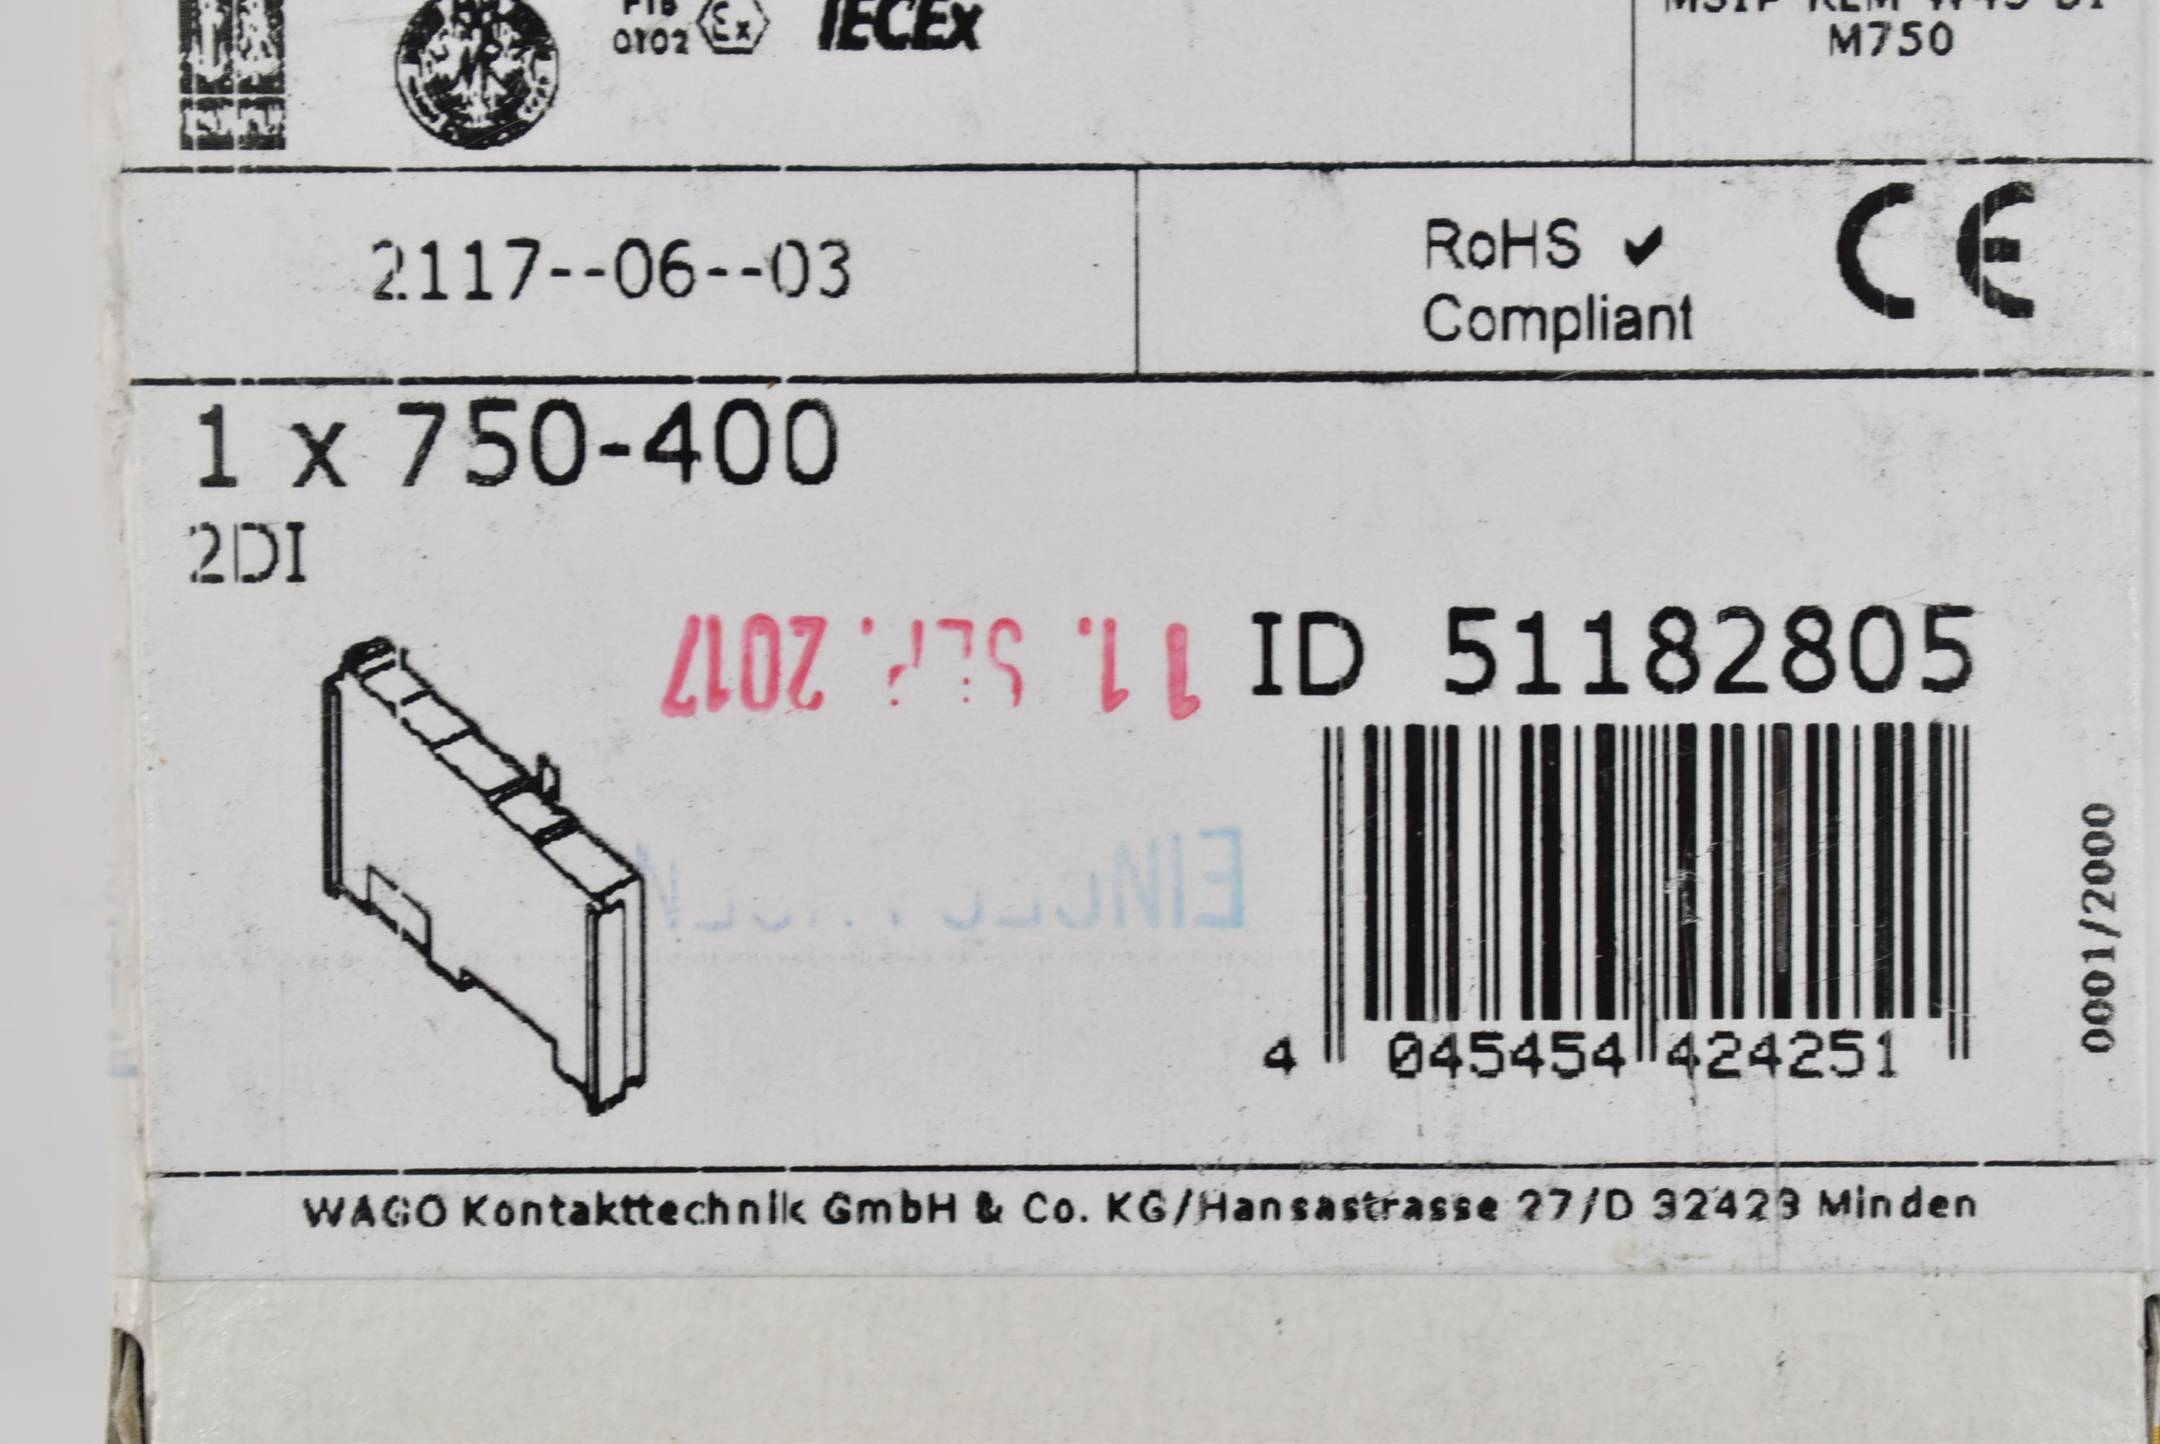 0102 Ex IECEx
M750
2117--06--03
RoHS ✔
Compliant
CE
1 x 750-400
2DI
11. SEP. 2017
ID 51182805
4 045454 424251
0001/2000
WAGO Kontakttechnik GmbH & Co. KG/Hansastrasse 27/D 32423 Minden